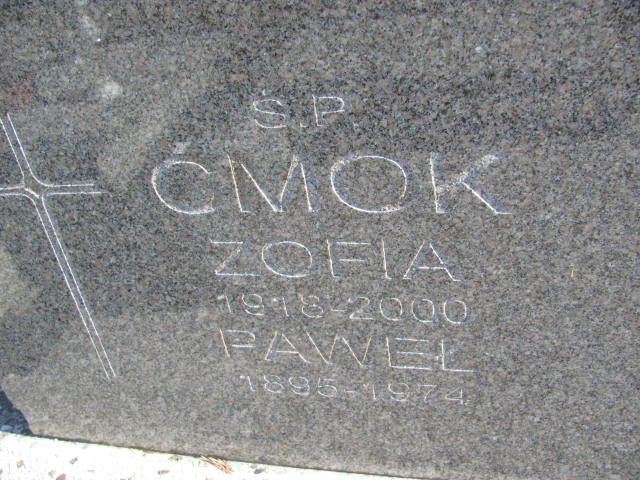 Ś.P.
ĆMOK
ZOFIA
1918-2000
PAWEŁ
1895-1974